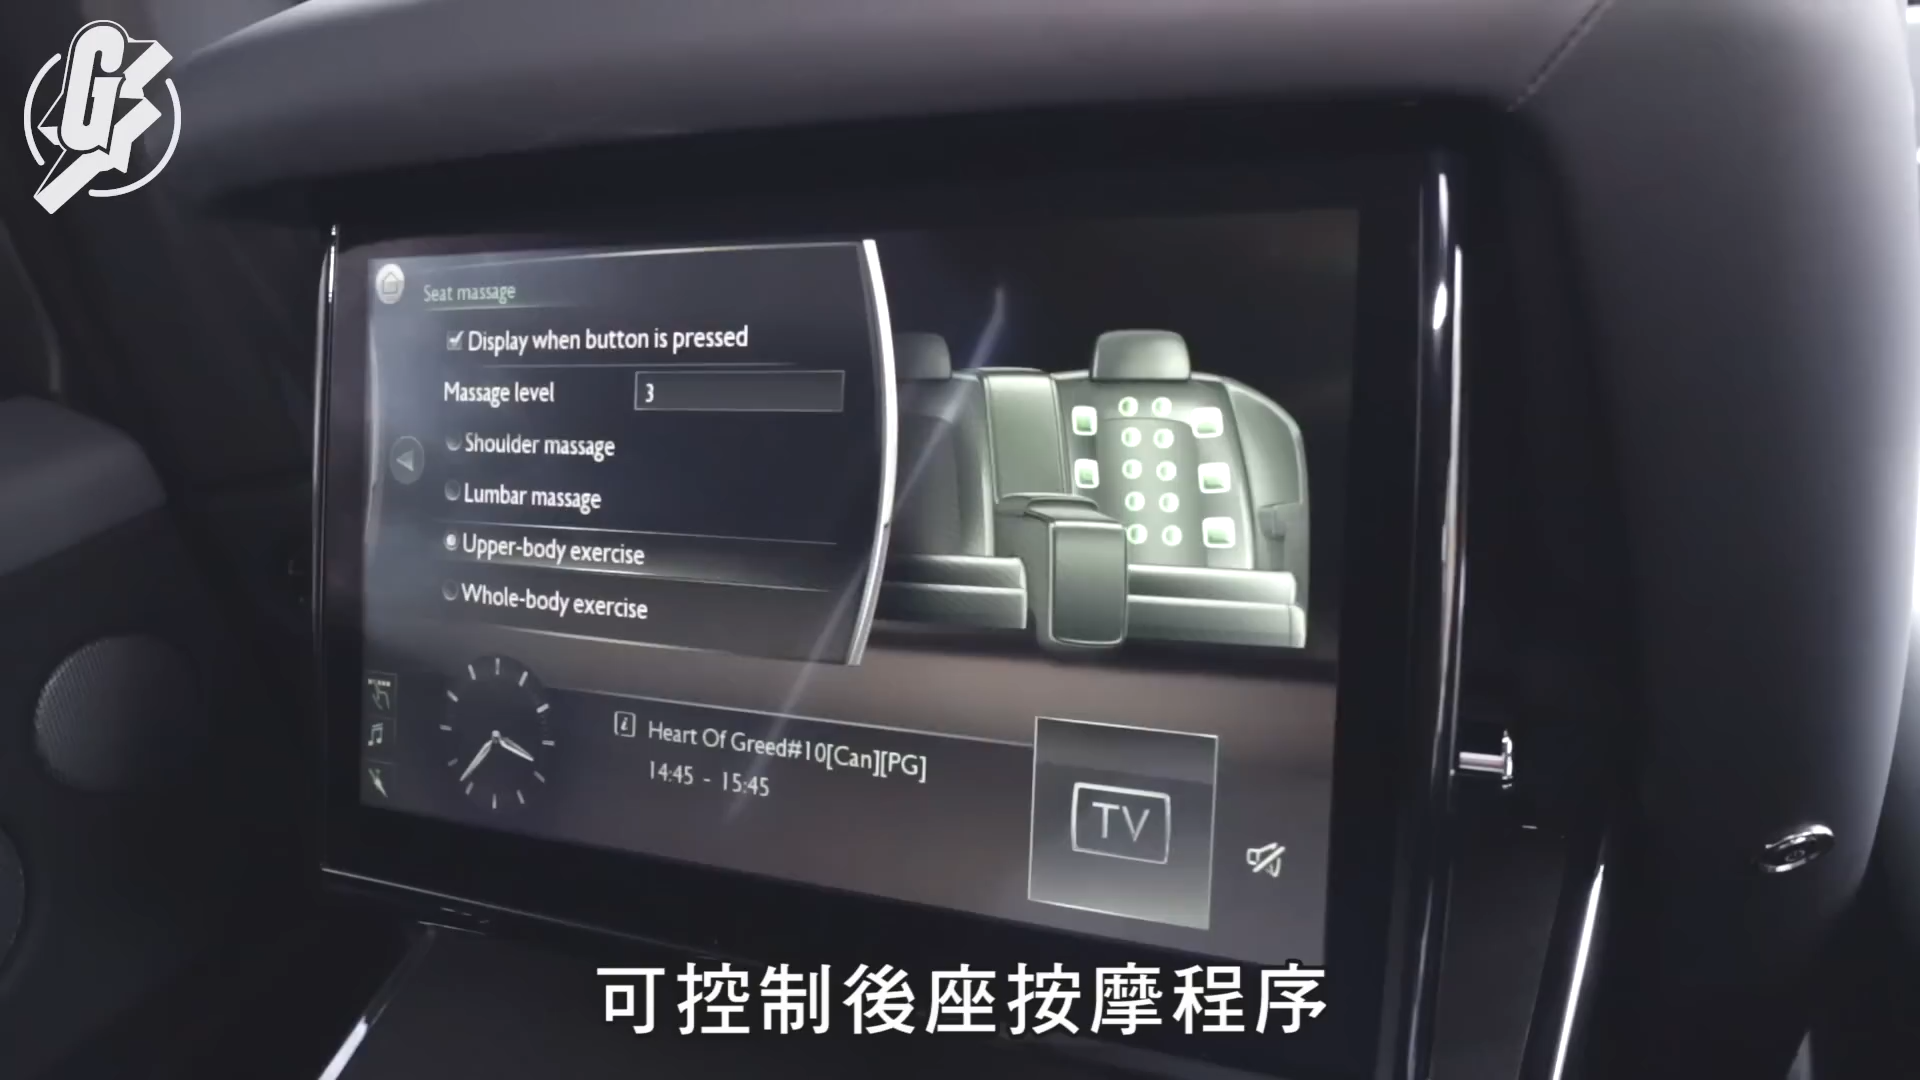 G
Seat massage
Display when button is pressed
Massage level 3
Shoulder massage
Lumbar massage
Upper-body exercise
Whole-body exercise
i Heart Of Greed#10[Can][PG]
14:45 - 15:45
TV
可控制後座按摩程序